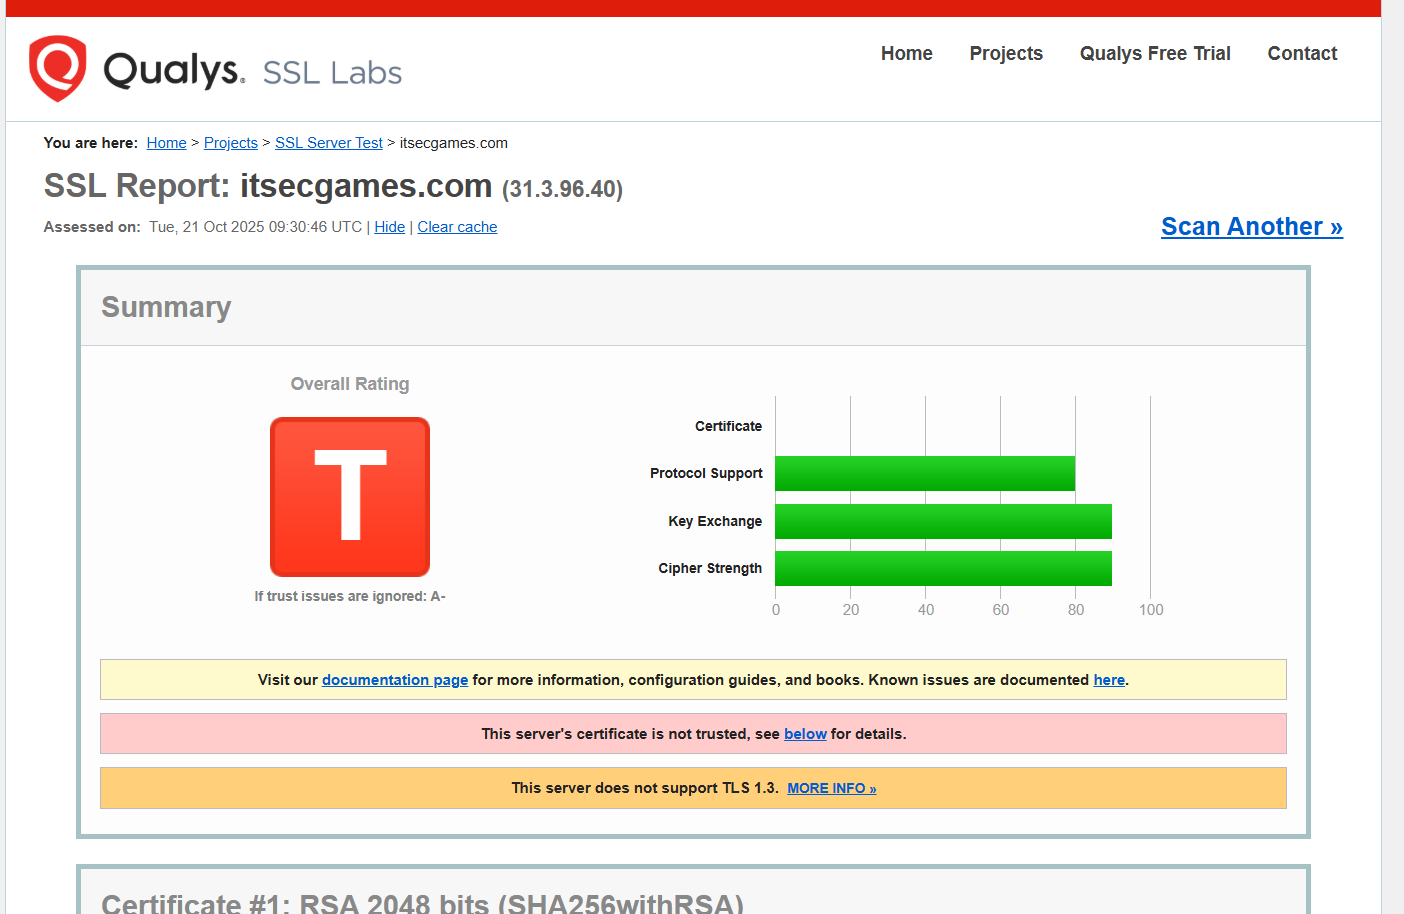 Qualys. SSL Labs
Home Projects Qualys Free Trial Contact
You are here: Home > Projects > SSL Server Test > itsecgames.com
SSL Report: itsecgames.com (31.3.96.40)
Assessed on: Tue, 21 Oct 2025 09:30:46 UTC | Hide | Clear cache
Scan Another »
Summary
Overall Rating
T
If trust issues are ignored: A-
Certificate
Protocol Support
Key Exchange
Cipher Strength
0 20 40 60 80 100
Visit our documentation page for more information, configuration guides, and books. Known issues are documented here.
This server's certificate is not trusted, see below for details.
This server does not support TLS 1.3. MORE INFO »
Certificate #1: RSA 2048 bits (SHA256withRSA)